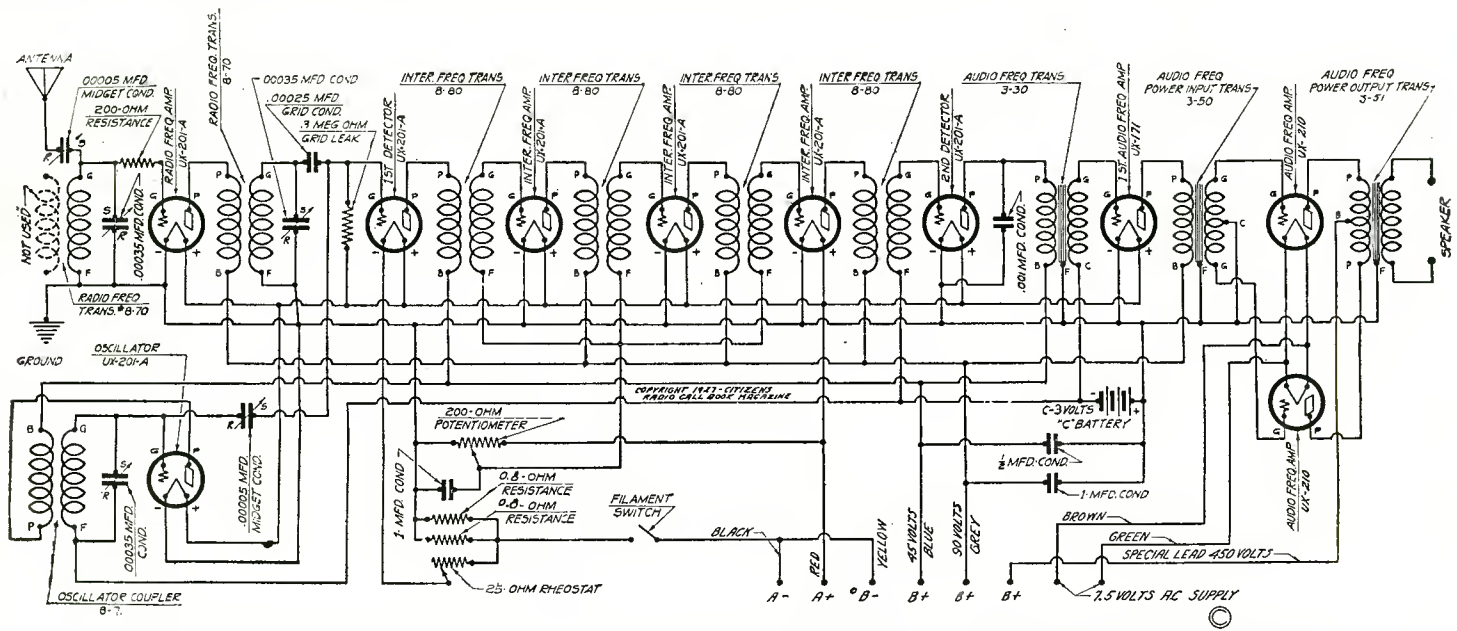 ANTENNA
.00005 MFD.
MIDGET COND.
200-OHM
RESISTANCE
RADIO FREQ. AMP.
UX-201-A
RADIO FREQ. TRANS.
8-70
.00035 MFD COND
.00025 MFD.
GRID COND.
.3 MEG OHM
GRID LEAK
1ST DETECTOR
UX-201-A
INTER. FREQ TRANS
8-80
INTER. FREQ. AMP.
UX-201-A
INTER FREQ TRANS
8-80
INTER. FREQ. AMP.
UX-201-A
INTER. FREQ TRANS
8-80
INTER. FREQ. AMP.
UX-201-A
INTER FREQ TRANS
8-80
2ND DETECTOR
UX-201-A
AUDIO FREQ TRANS
3-30
1ST. AUDIO FREQ AMP
UX-171
AUDIO FREQ
POWER INPUT TRANS
3-50
AUDIO FREQ AMP.
UX-210
AUDIO FREQ
POWER OUTPUT TRANS
3-51
R S
NOT USED
G
F
S
R
.00035 MFD COND.
G P
- +
P
B
G
F
S
R
G P
- +
P
B
G
F
G P
- +
P
B
G
F
G P
- +
P
B
G
F
G P
- +
P
B
G
F
G P
- +
.001 MFD. COND.
P
B
G
F
C
G P
- +
P
B
G
C
F
G
G P
P
B
P
F
SPEAKER
RADIO FREQ
TRANS. #8-70
GROUND
OSCILLATOR
UX-201-A
B
P
G
F
S
R
G P
- +
R S
.00035 MFD.
COND.
.00005 MFD.
MIDGET COND.
OSCILLATOR COUPLER
8-7.
COPYRIGHT 1927-CITIZENS
RADIO CALL BOOK MAGAZINE
200-OHM
POTENTIOMETER
1-MFD. COND
0.8-OHM
RESISTANCE
0.8-OHM
RESISTANCE
25-OHM RHEOSTAT
FILAMENT
SWITCH
BLACK
RED
YELLOW
45 VOLTS
BLUE
90 VOLTS
GREY
C-3 VOLTS
"C" BATTERY
- +
½ MFD. COND.
1-MFD. COND
G P
AUDIO FREQ. AMP
UX-210
BROWN
GREEN
SPECIAL LEAD 450 VOLTS
A- A+ B- B+ B+ B+ 7.5 VOLTS AC SUPPLY
©